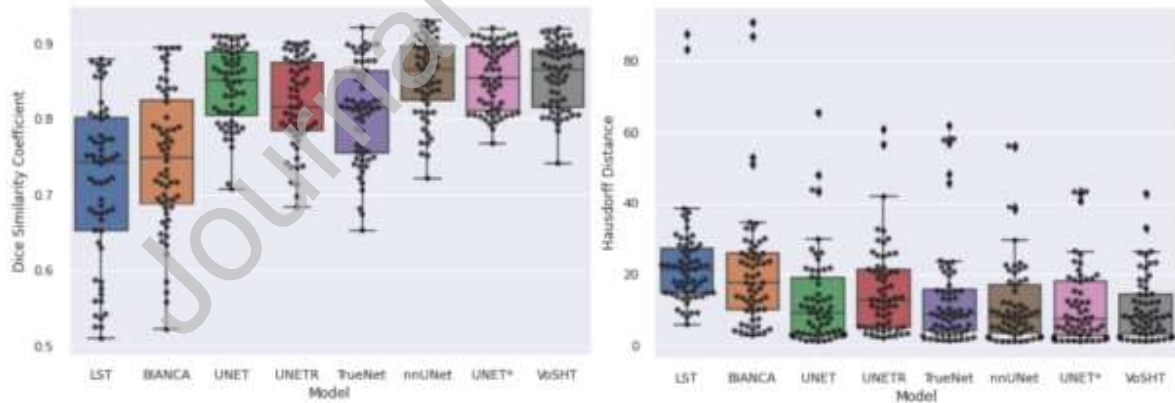 0.9
0.8
0.7
0.6
0.5
Dice Similarity Coefficient
LST BIANCA UNET UNETR TrueNet nnUNet UNET* VoSHT
Model
80
60
40
20
0
Hausdorff Distance
LST BIANCA UNET UNETR TrueNet nnUNet UNET* VoSHT
Model
Journal